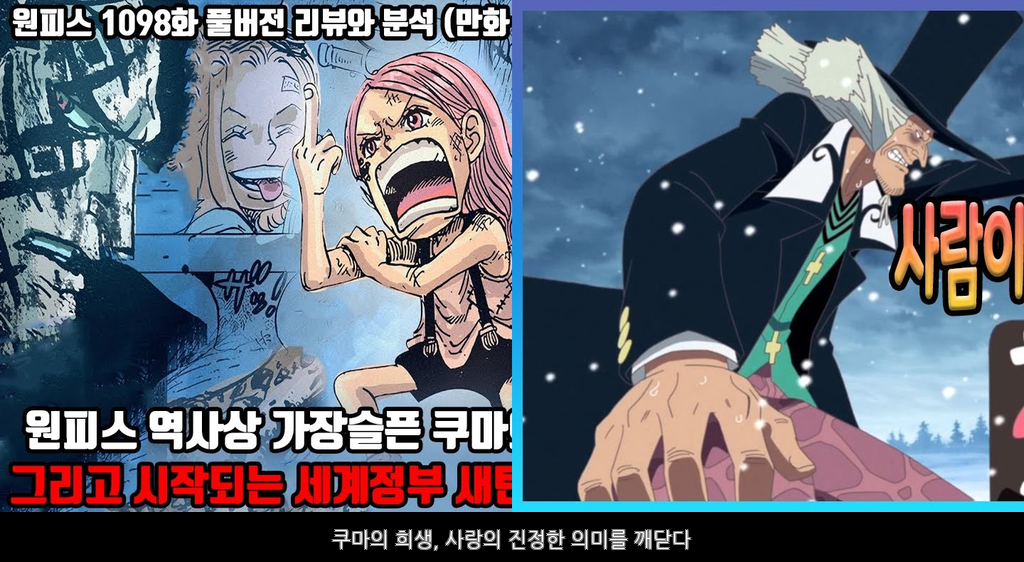 원피스 1098화 풀버전 리뷰와 분석 (만화
사람이
원피스 역사상 가장슬픈 쿠마
그리고 시작되는 세계정부 새턴
쿠마의 희생, 사랑의 진정한 의미를 깨닫다